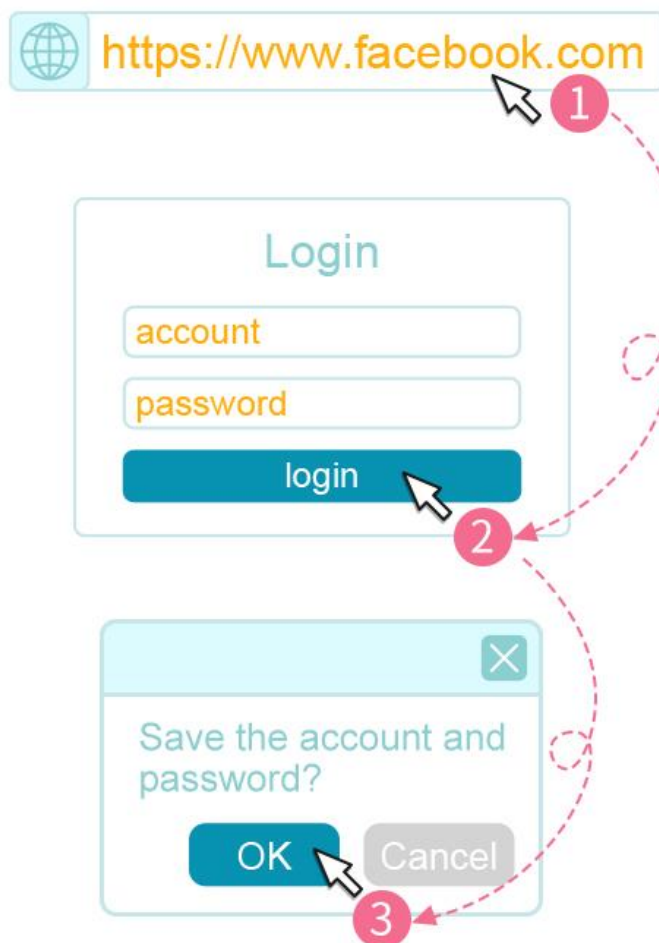 https://www.facebook.com
1
Login
account
password
login
2
Save the account and
password?
OK
Cancel
3